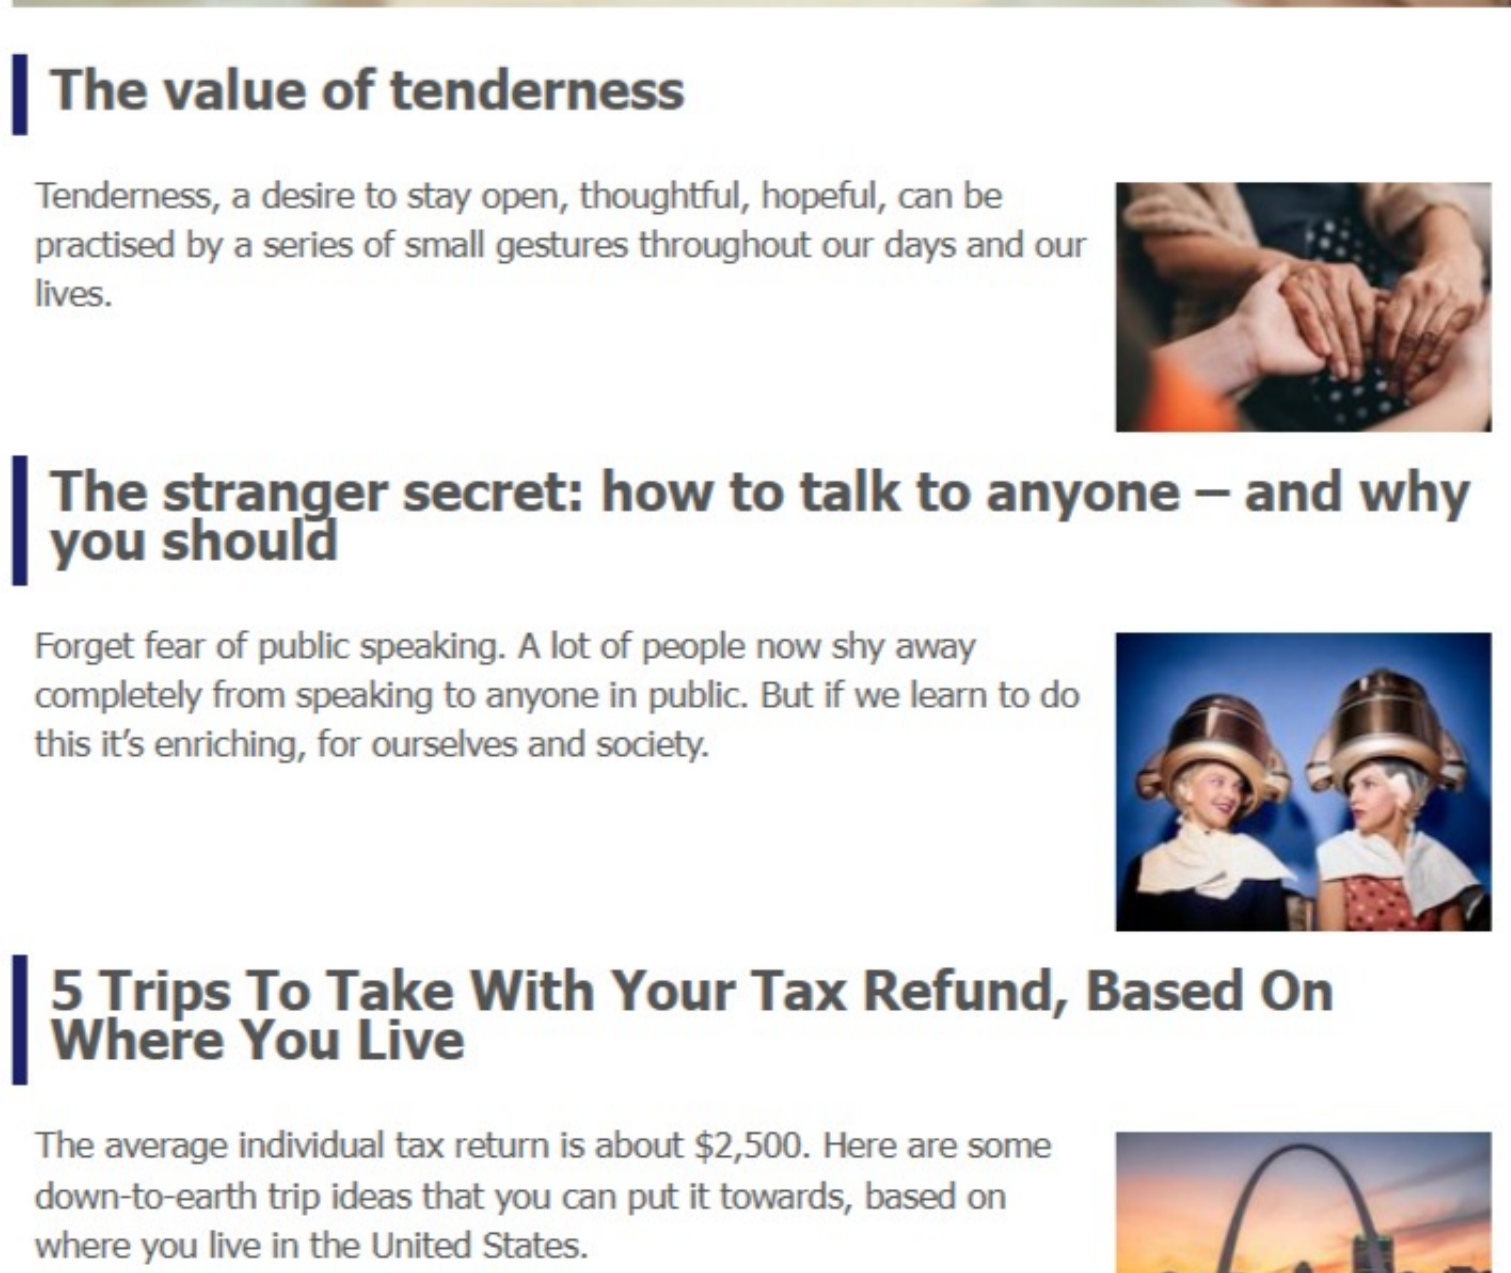 The value of tenderness
Tenderness, a desire to stay open, thoughtful, hopeful, can be
practised by a series of small gestures throughout our days and our
lives.
The stranger secret: how to talk to anyone – and why
you should
Forget fear of public speaking. A lot of people now shy away
completely from speaking to anyone in public. But if we learn to do
this it’s enriching, for ourselves and society.
5 Trips To Take With Your Tax Refund, Based On
Where You Live
The average individual tax return is about $2,500. Here are some
down-to-earth trip ideas that you can put it towards, based on
where you live in the United States.